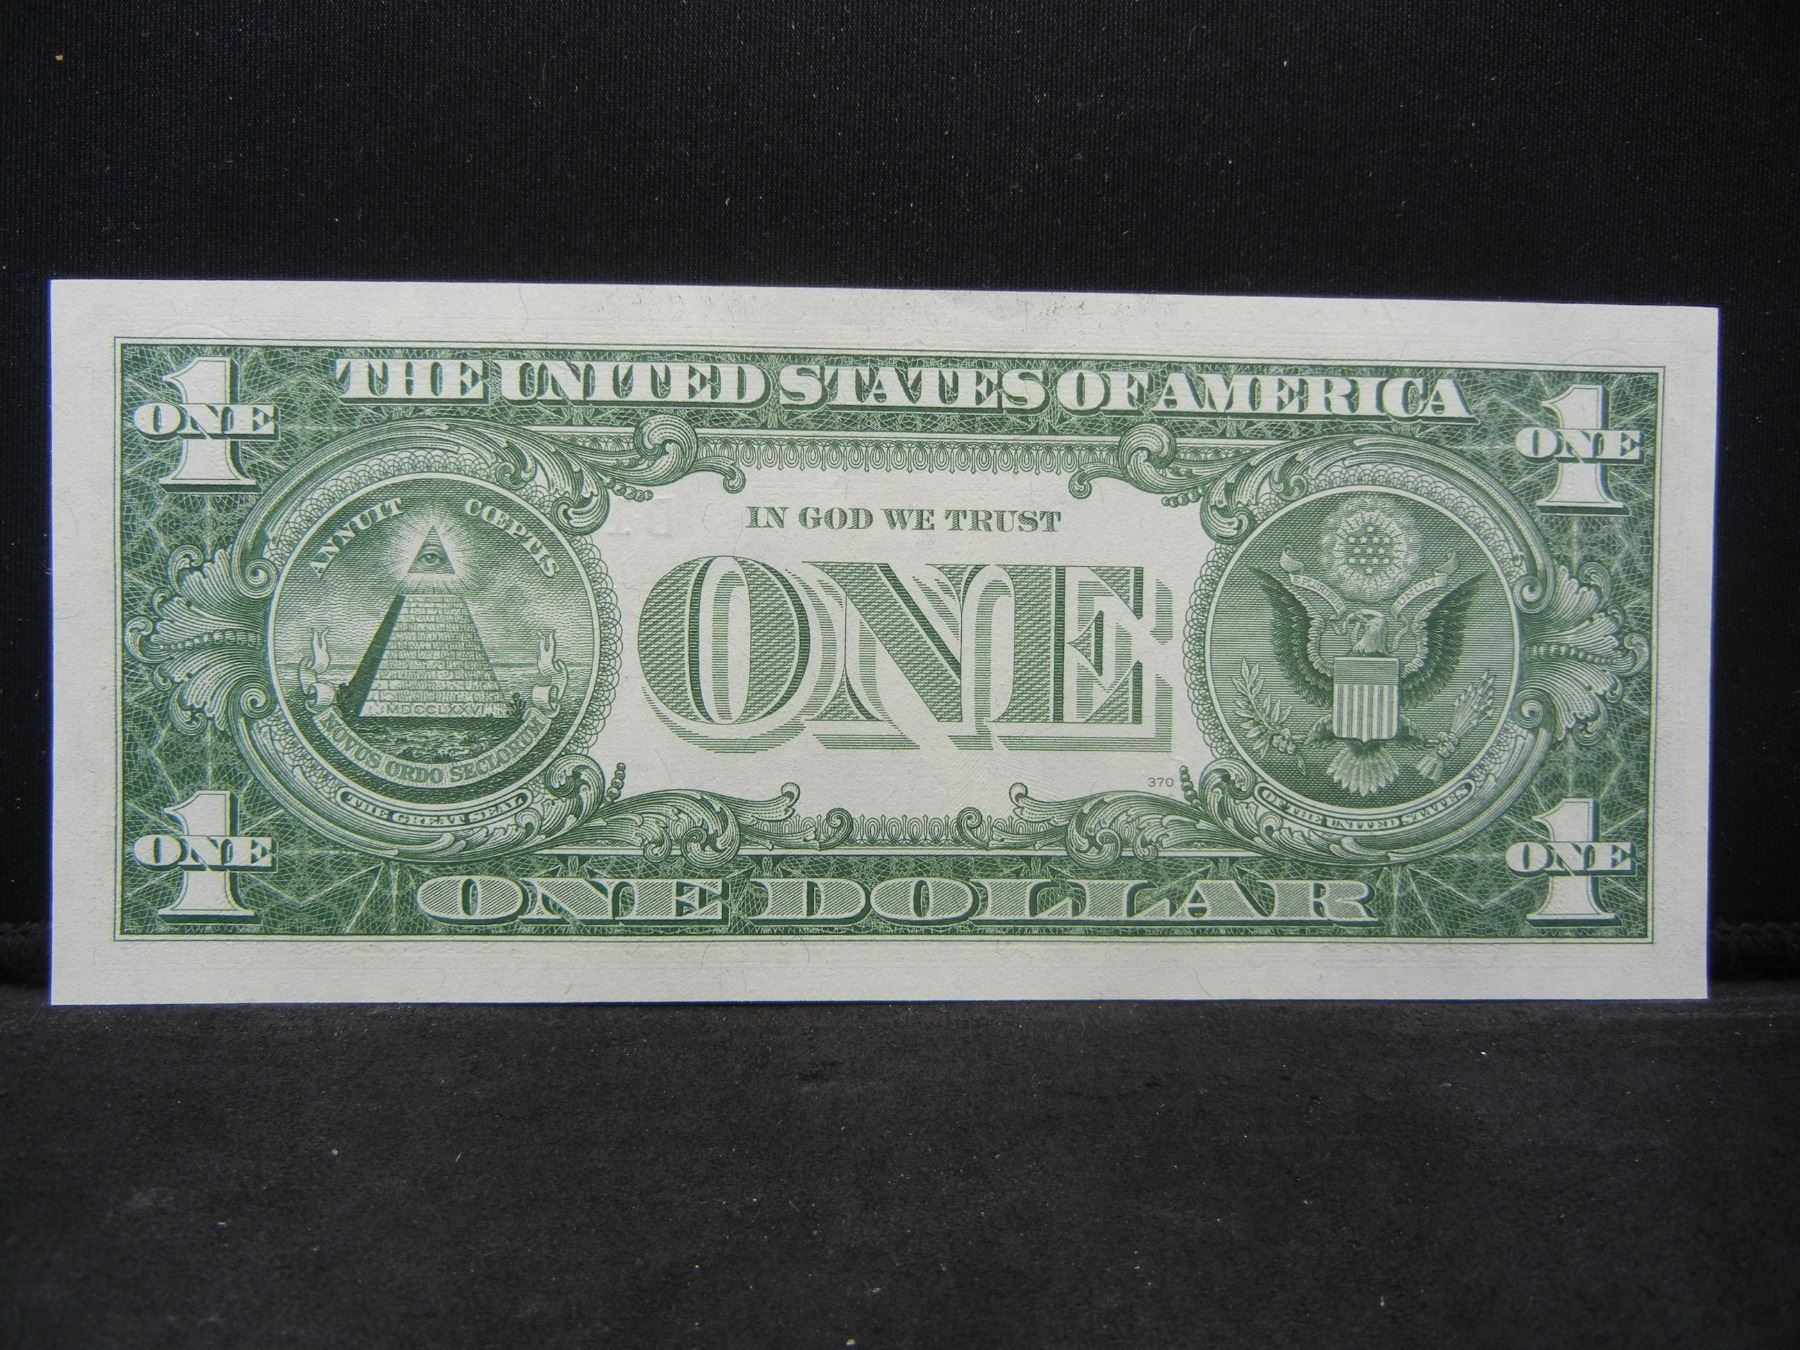 THE UNITED STATES OF AMERICA
1
ONE
1
ONE
ANNUIT CŒPTIS
IN GOD WE TRUST
ONE
MDCCLXXVI
NOVUS ORDO SECLORUM
370
THE GREAT SEAL
OF THE UNITED STATES
1
ONE
1
ONE
ONE DOLLAR